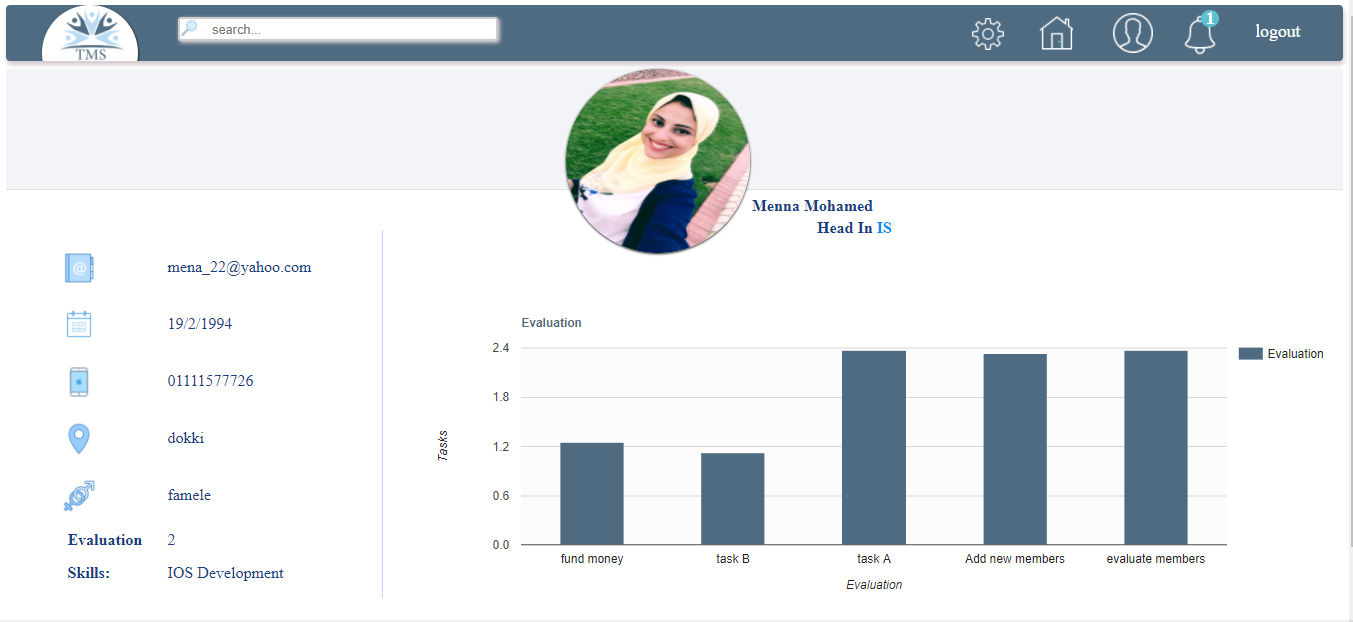 TMS
search...
1
logout
Menna Mohamed
Head In IS
mena_22@yahoo.com
19/2/1994
01111577726
dokki
famele
Evaluation 2
Skills: IOS Development
Evaluation
2.4
1.8
1.2
0.6
0.0
Tasks
fund money task B task A Add new members evaluate members
Evaluation
Evaluation